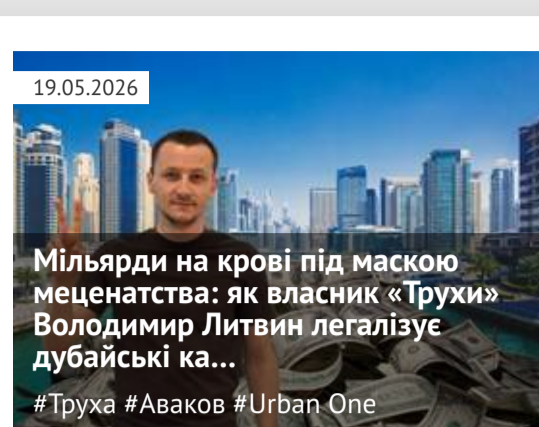 19.05.2026
Мільярди на крові під маскою
меценатства: як власник «Трухи»
Володимир Литвин легалізує
дубайські ка...
#Труха #Аваков #Urban One